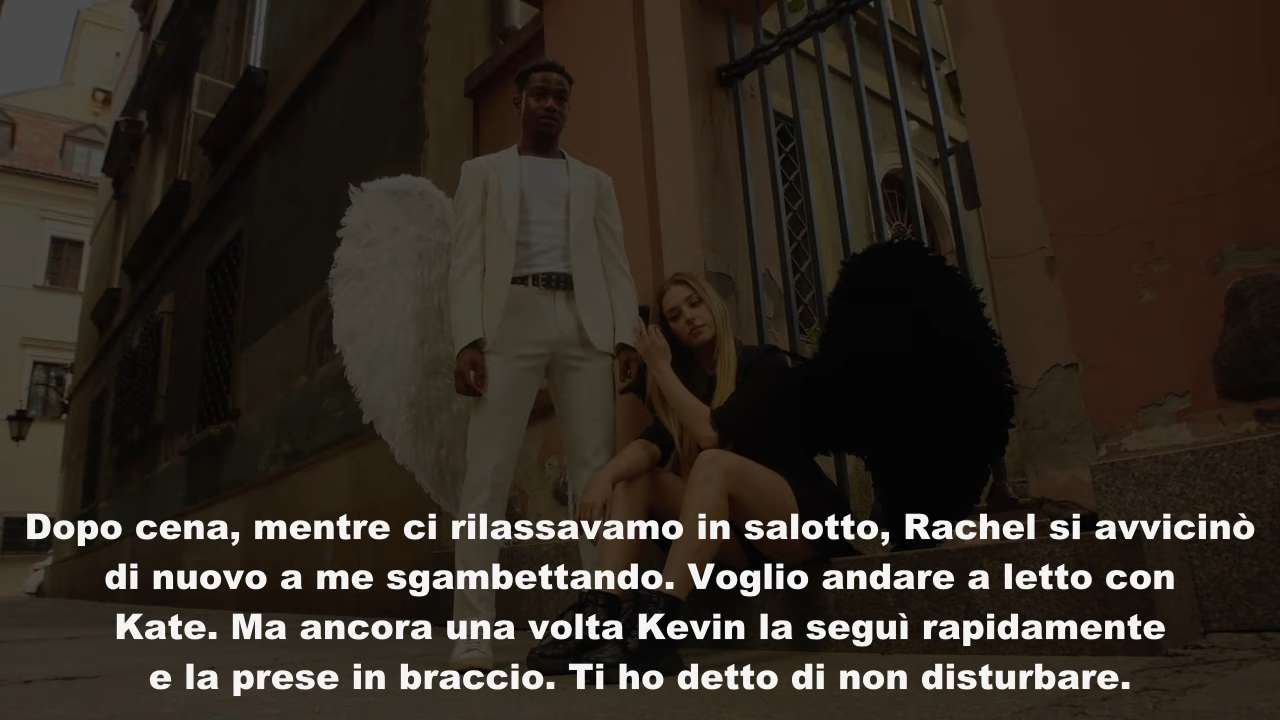 Dopo cena, mentre ci rilassavamo in salotto, Rachel si avvicinò
di nuovo a me sgambettando. Voglio andare a letto con
Kate. Ma ancora una volta Kevin la seguì rapidamente
e la prese in braccio. Ti ho detto di non disturbare.